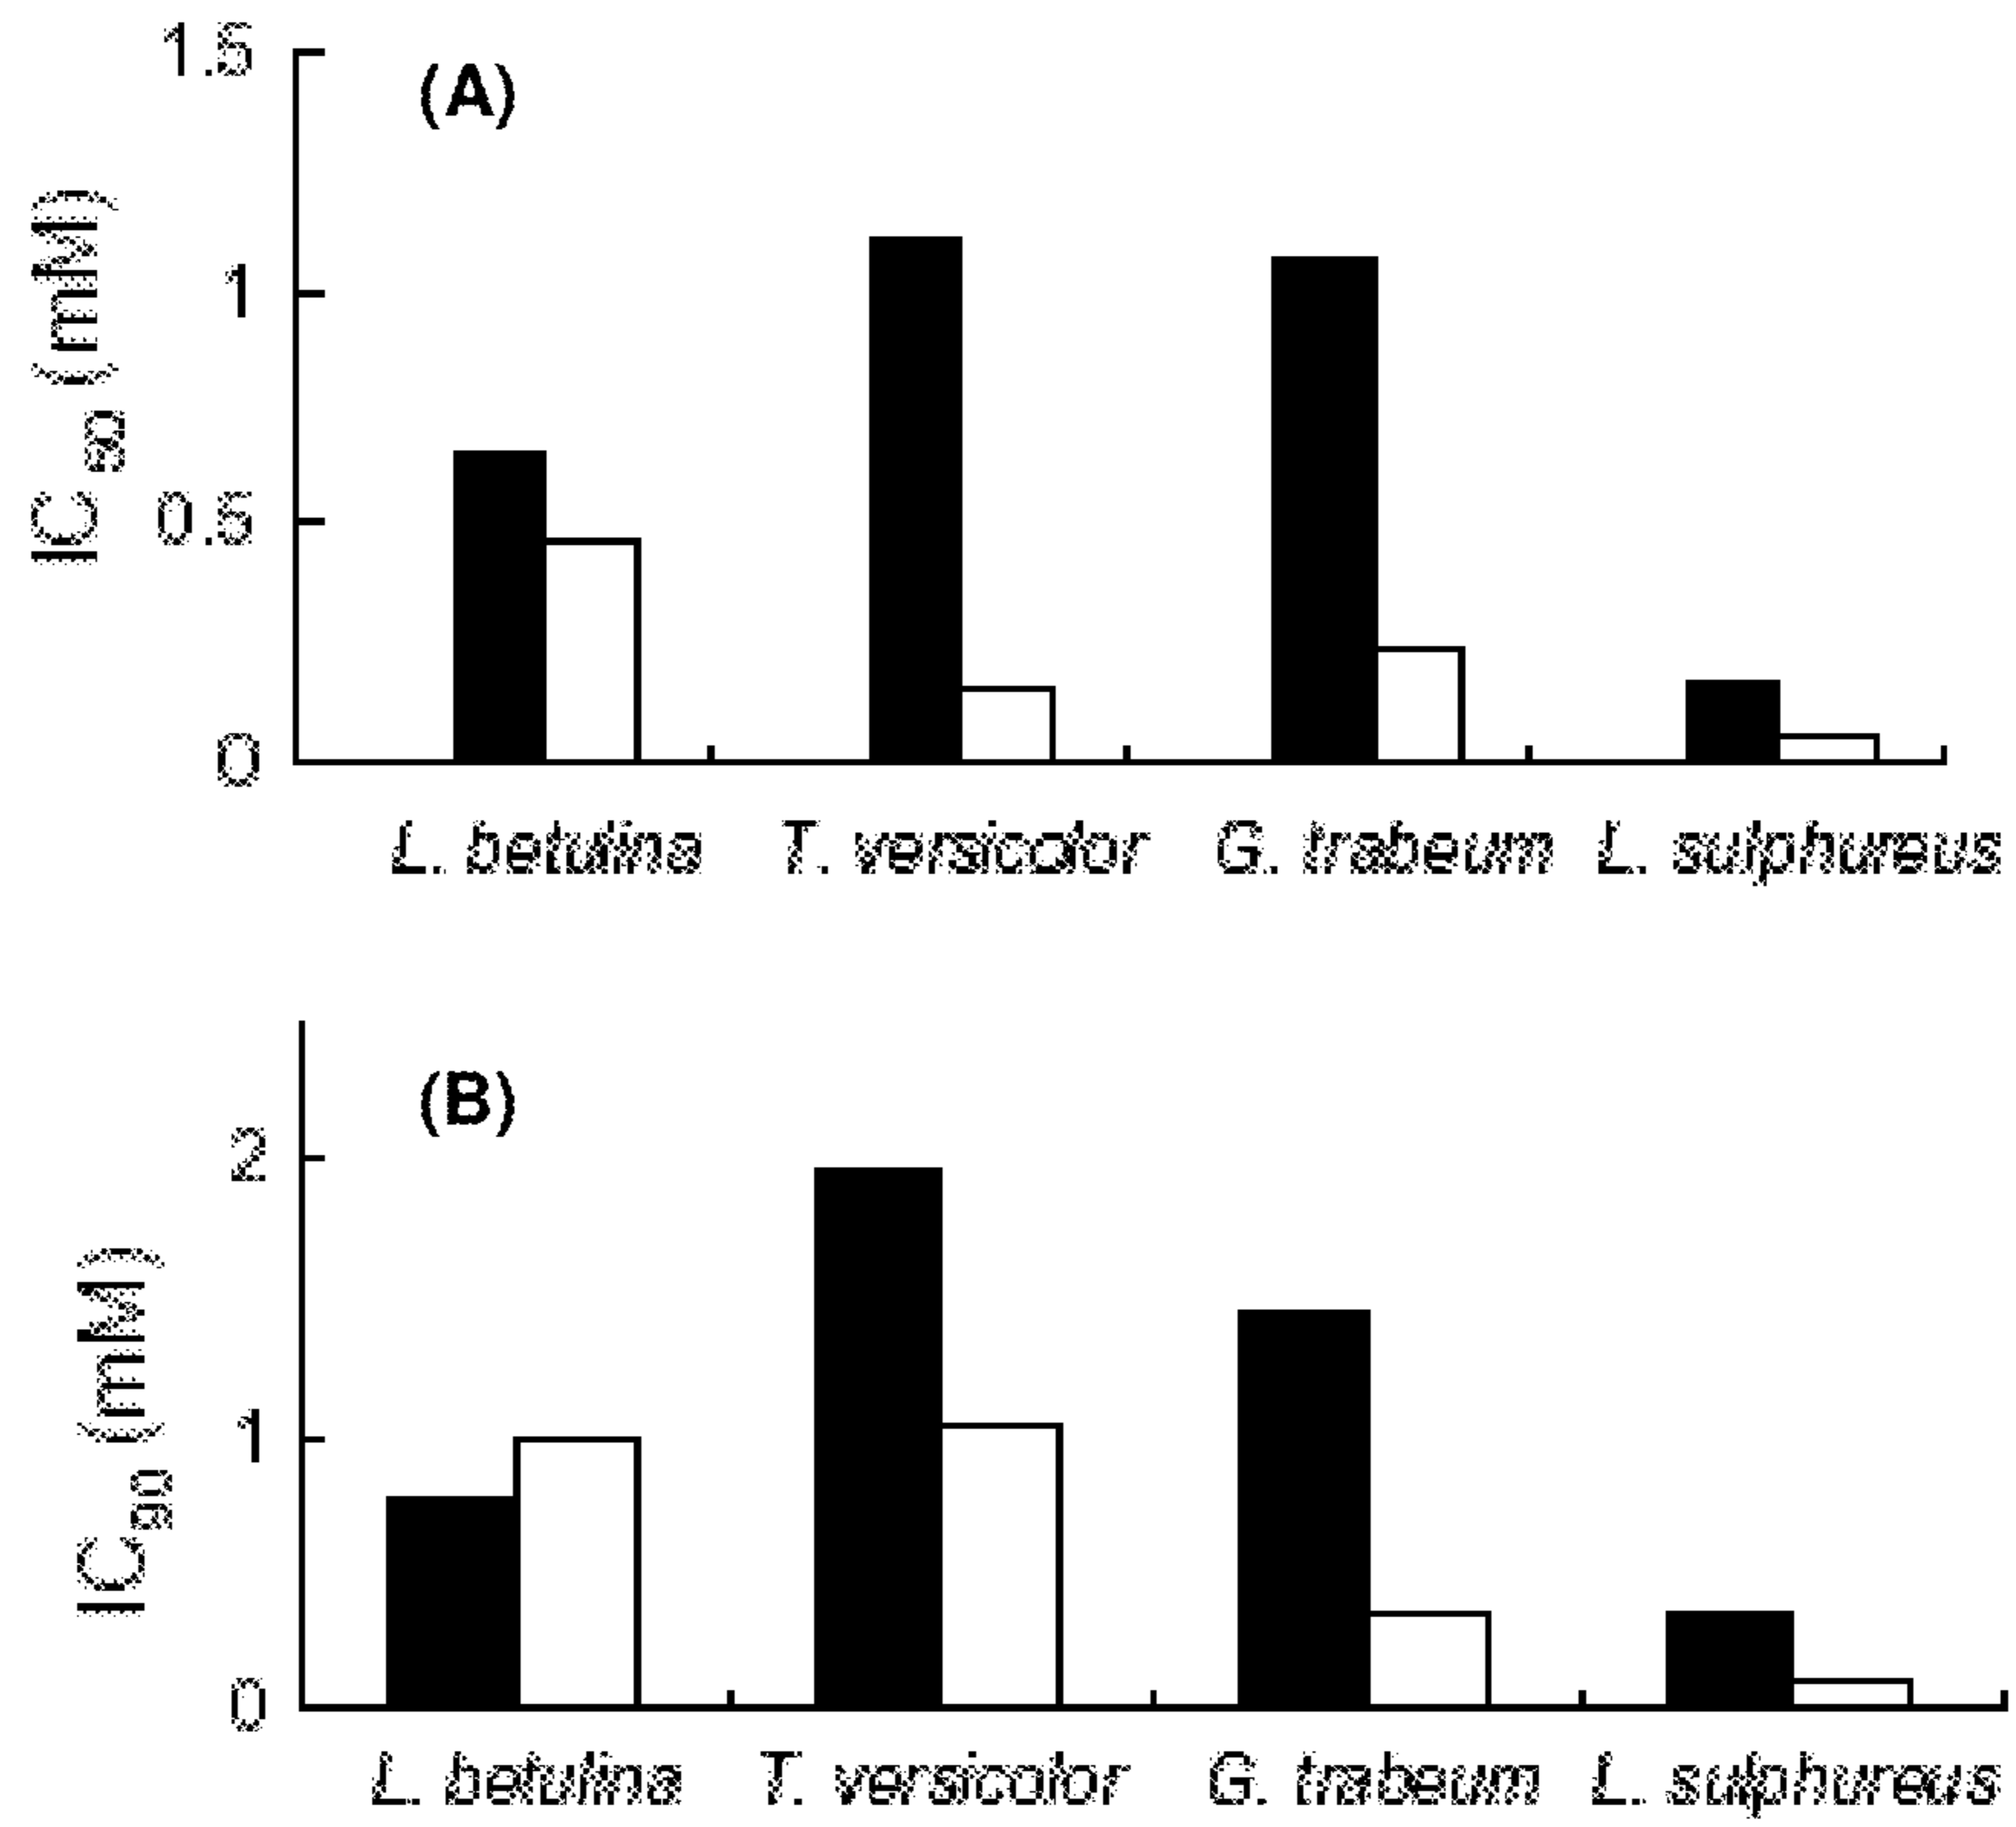 1.5
(A)
1
IC50 (mM)
0.5
0
L. betulina T. versicolor G. trabeum L. sulphureus
(B)
2
1
IC90 (mM)
0
L. betulina T. versicolor G. trabeum L. sulphureus